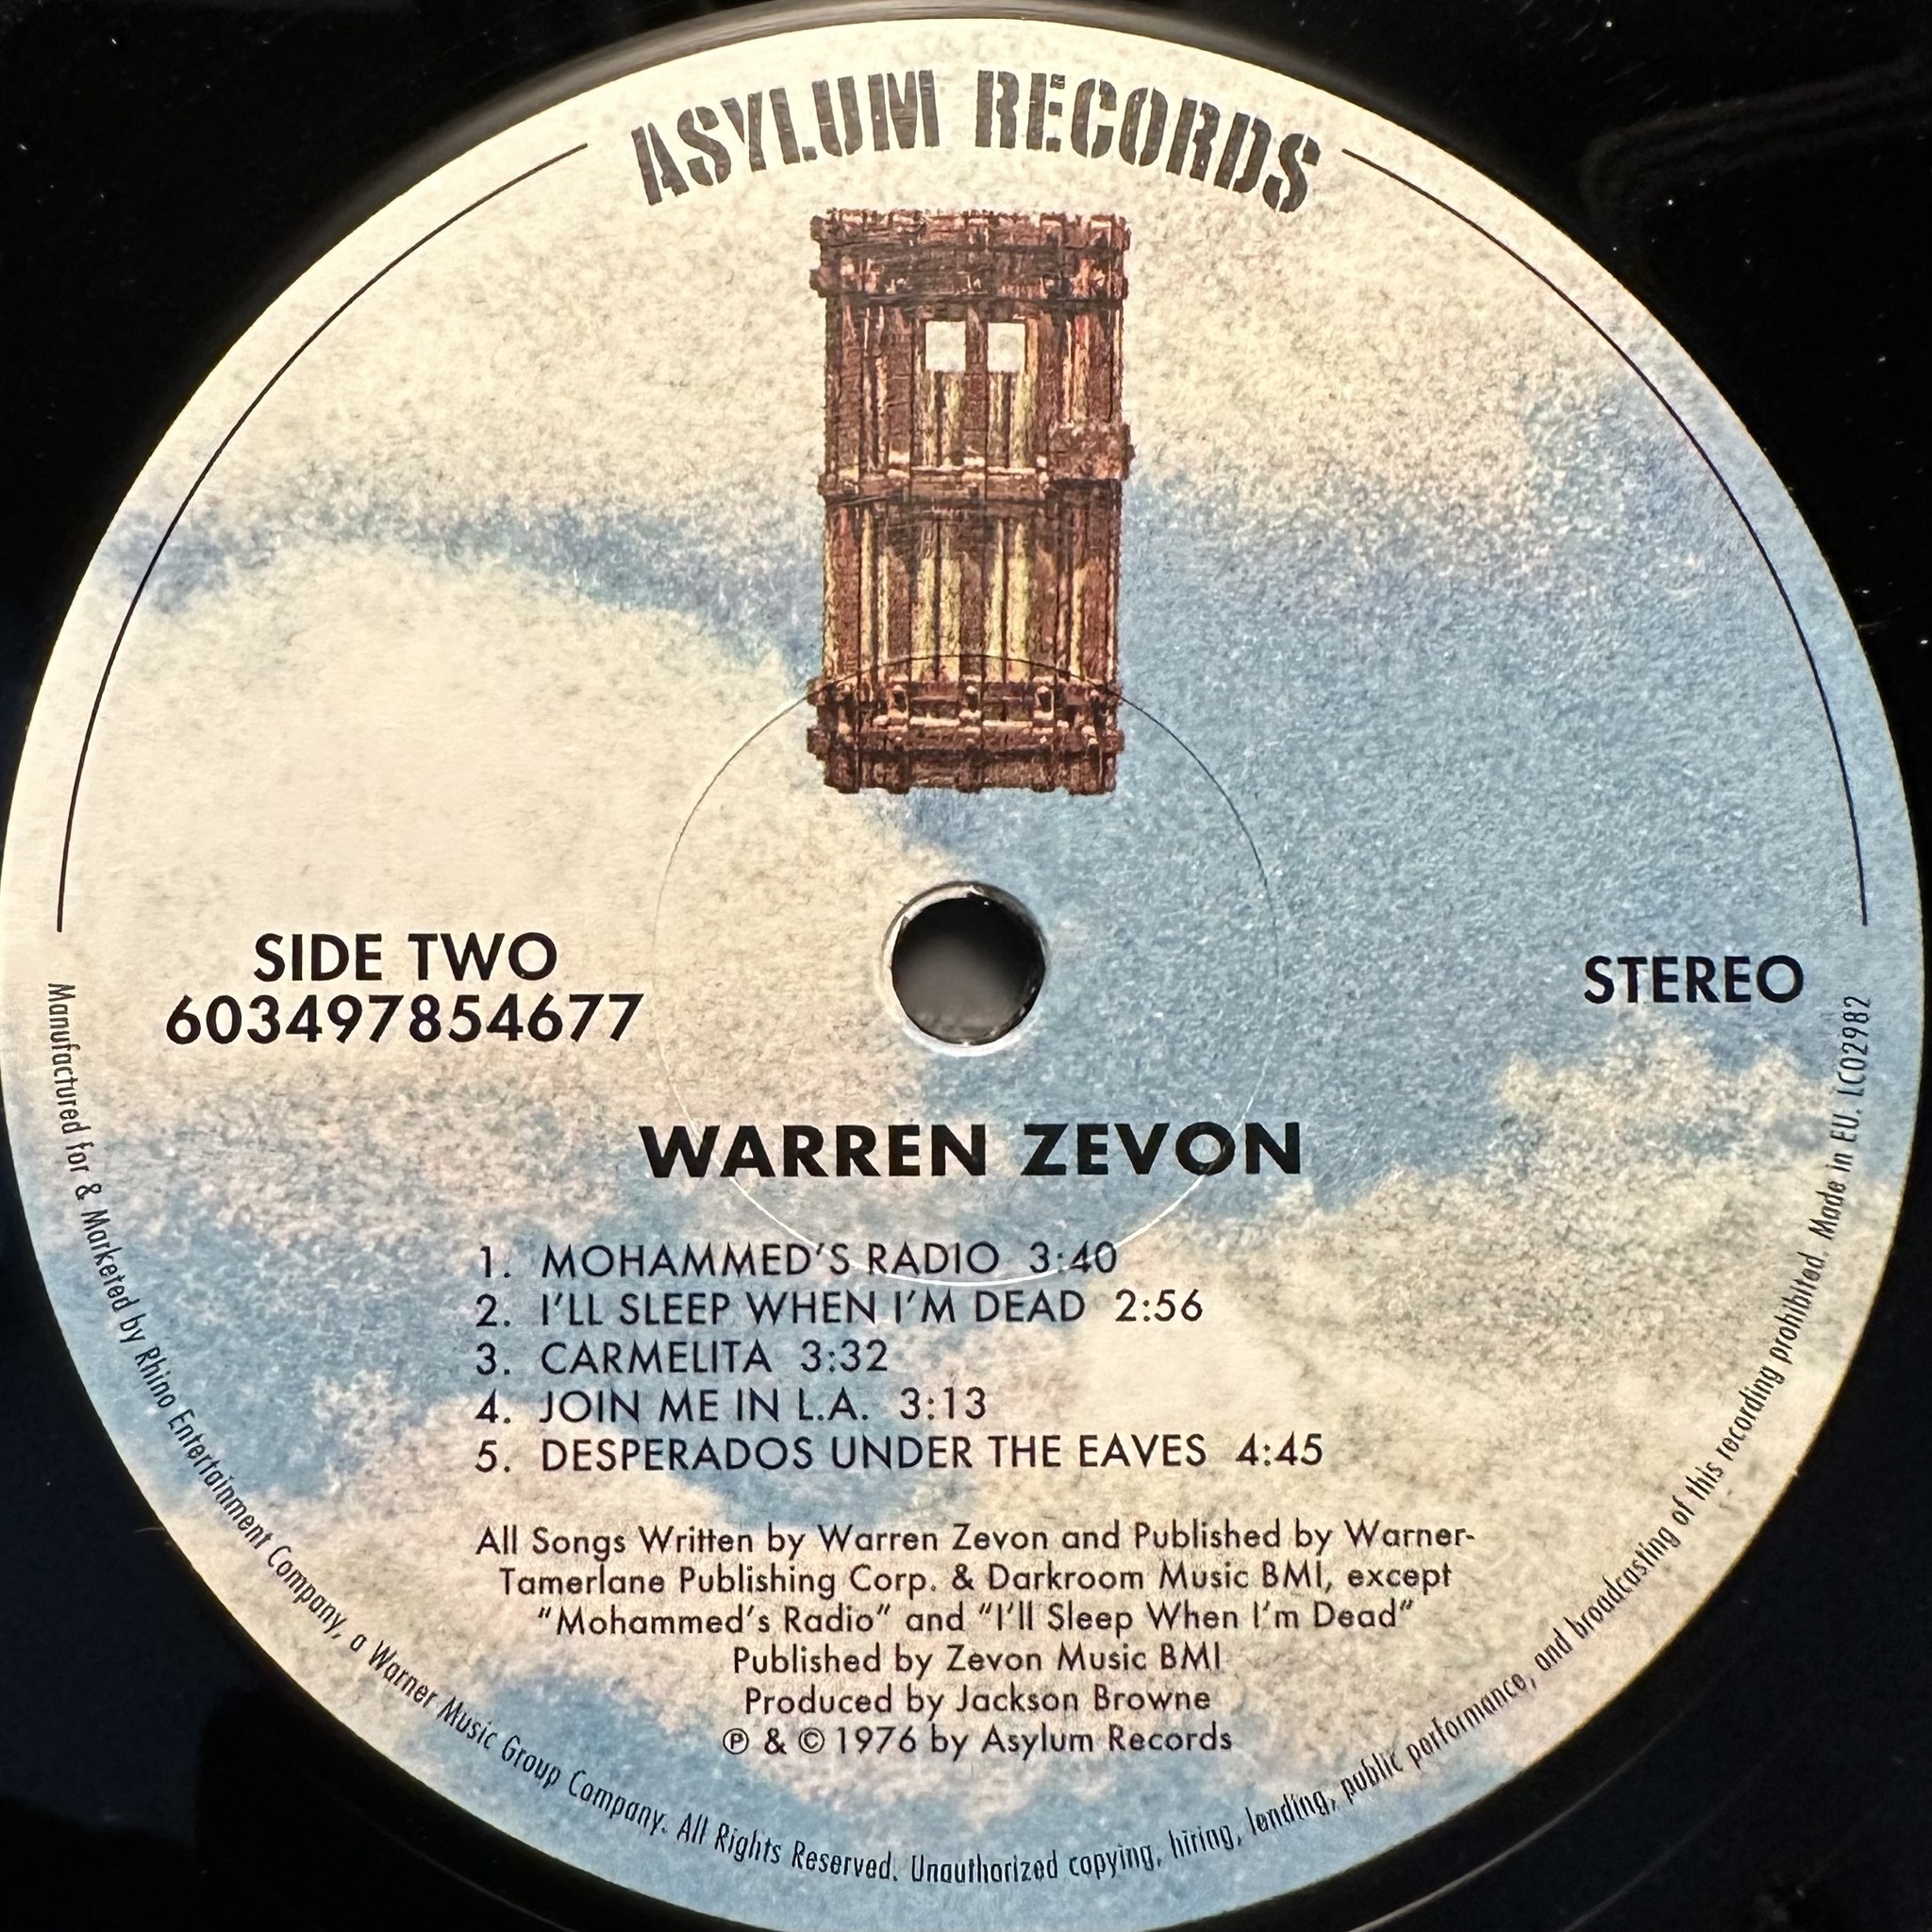 ASYLUM RECORDS
SIDE TWO
603497854677
STEREO
WARREN ZEVON
1. MOHAMMED'S RADIO 3:40
2. I'LL SLEEP WHEN I'M DEAD 2:56
3. CARMELITA 3:32
4. JOIN ME IN L.A. 3:13
5. DESPERADOS UNDER THE EAVES 4:45
All Songs Written by Warren Zevon and Published by Warner-
Tamerlane Publishing Corp. & Darkroom Music BMI, except
"Mohammed's Radio" and "I'll Sleep When I'm Dead"
Published by Zevon Music BMI
Produced by Jackson Browne
℗ & © 1976 by Asylum Records
Manufactured for & Marketed by Rhino Entertainment Company, a Warner Music Group Company. All Rights Reserved. Unauthorized copying, hiring, lending, public performance, and broadcasting of this recording prohibited. Made in EU. LC02982